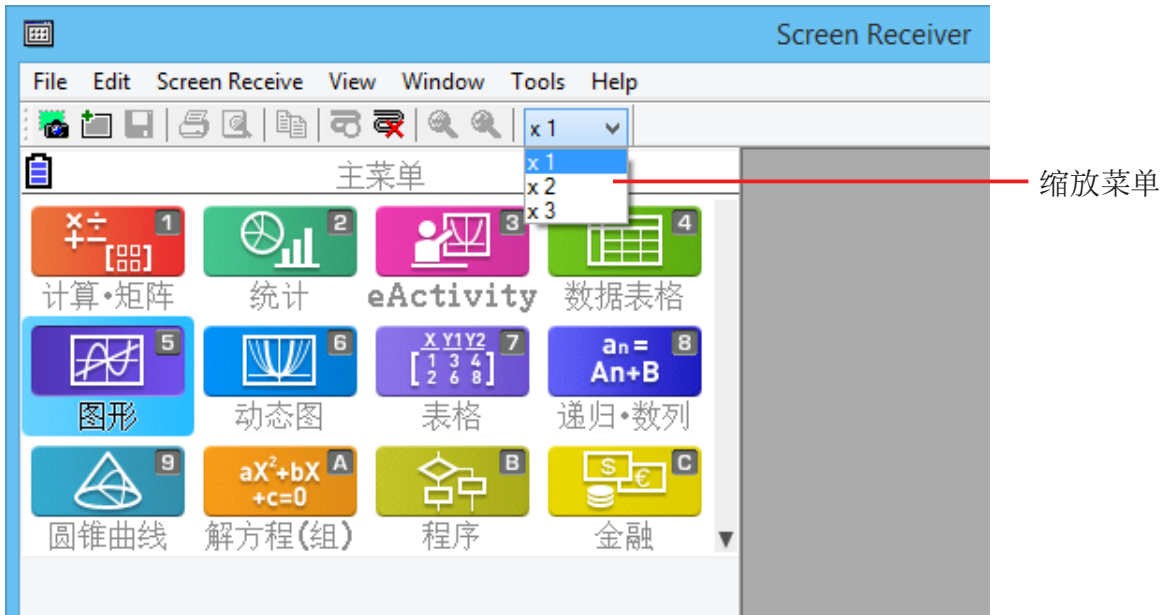 Screen Receiver
File Edit Screen Receive View Window Tools Help
x 1
x 1
x 2
x 3
缩放菜单
主菜单
×÷+− [88] 1
2
3
4
计算•矩阵 统计 eActivity 数据表格
5
6
X Y1 Y2 7
1 3 4
2 6 8
an= 8
An+B
图形 动态图 表格 递归•数列
9
aX²+bX A
+c=0
B
$ € C
圆锥曲线 解方程(组) 程序 金融